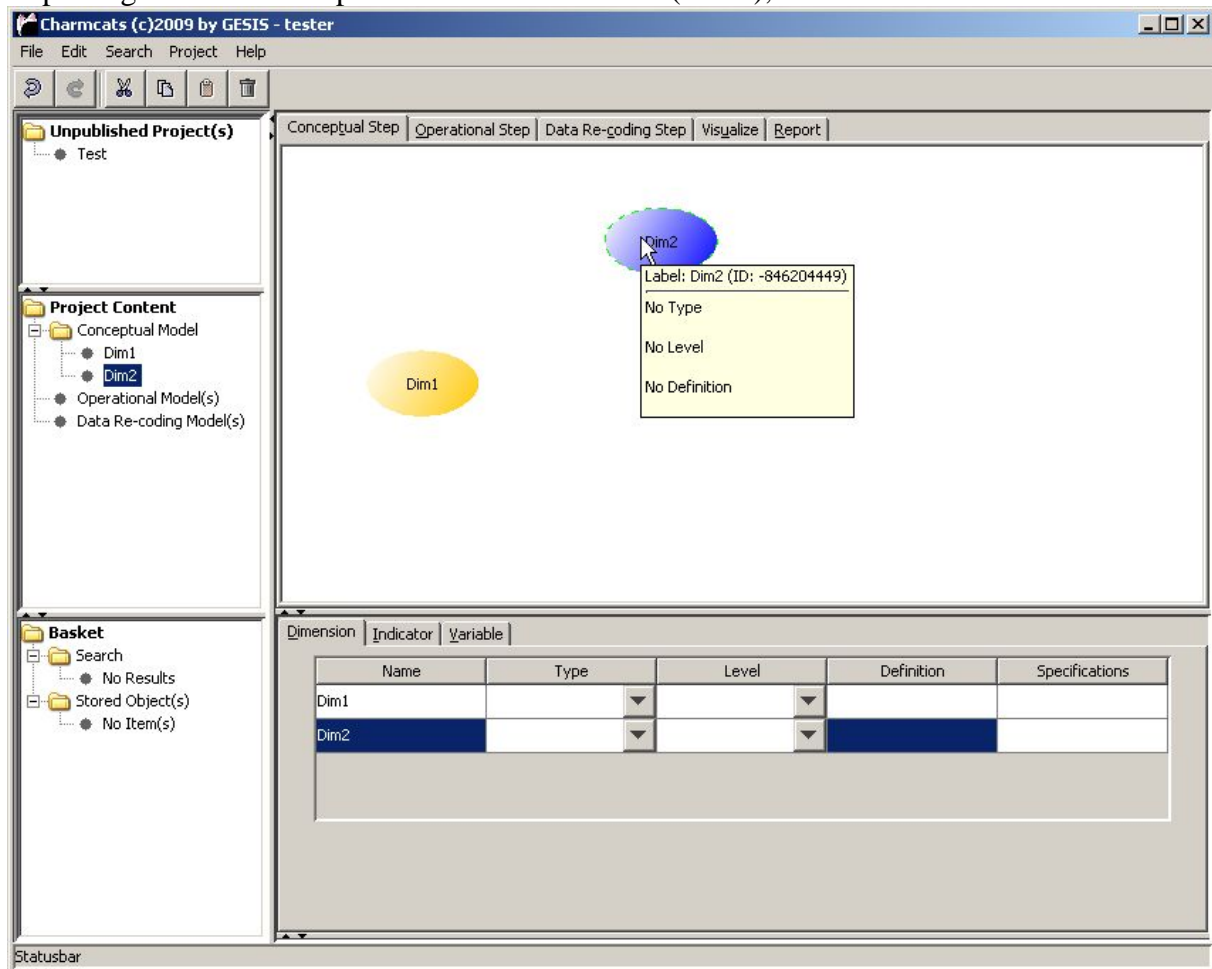 Charmcats (c)2009 by GESIS - tester
File Edit Search Project Help
Unpublished Project(s)
Test
Project Content
Conceptual Model
Dim1
Dim2
Operational Model(s)
Data Re-coding Model(s)
Basket
Search
No Results
Stored Object(s)
No Item(s)
Conceptual Step Operational Step Data Re-coding Step Visualize Report
Dim2
Label: Dim2 (ID: -846204449)
No Type
No Level
No Definition
Dim1
Dimension Indicator Variable
Name Type Level Definition Specifications
Dim1
Dim2
Statusbar